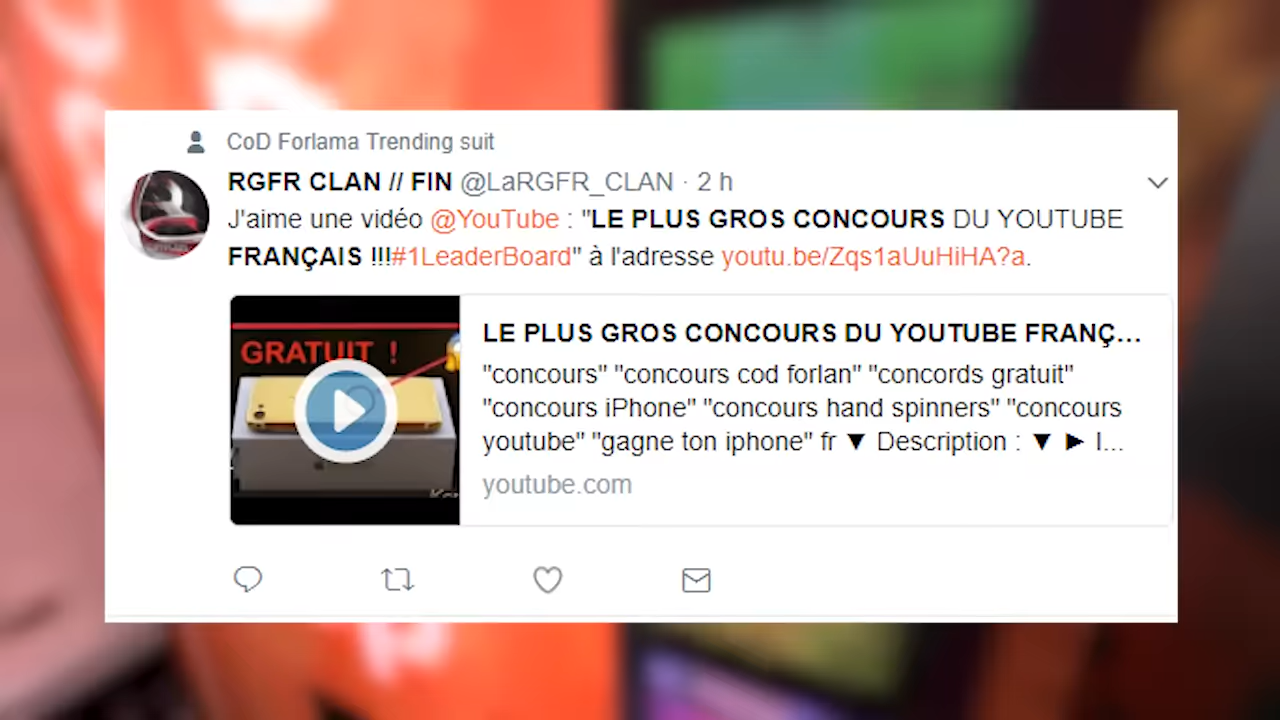 CoD Forlama Trending suit
RGFR CLAN // FIN @LaRGFR_CLAN · 2 h
J'aime une vidéo @YouTube : "LE PLUS GROS CONCOURS DU YOUTUBE
FRANÇAIS !!!#1LeaderBoard" à l'adresse youtu.be/Zqs1aUuHiHA?a.
GRATUIT !
LE PLUS GROS CONCOURS DU YOUTUBE FRANÇ...
"concours" "concours cod forlan" "concords gratuit"
"concours iPhone" "concours hand spinners" "concours
youtube" "gagne ton iphone" fr ▼ Description : ▼ ► I...
youtube.com